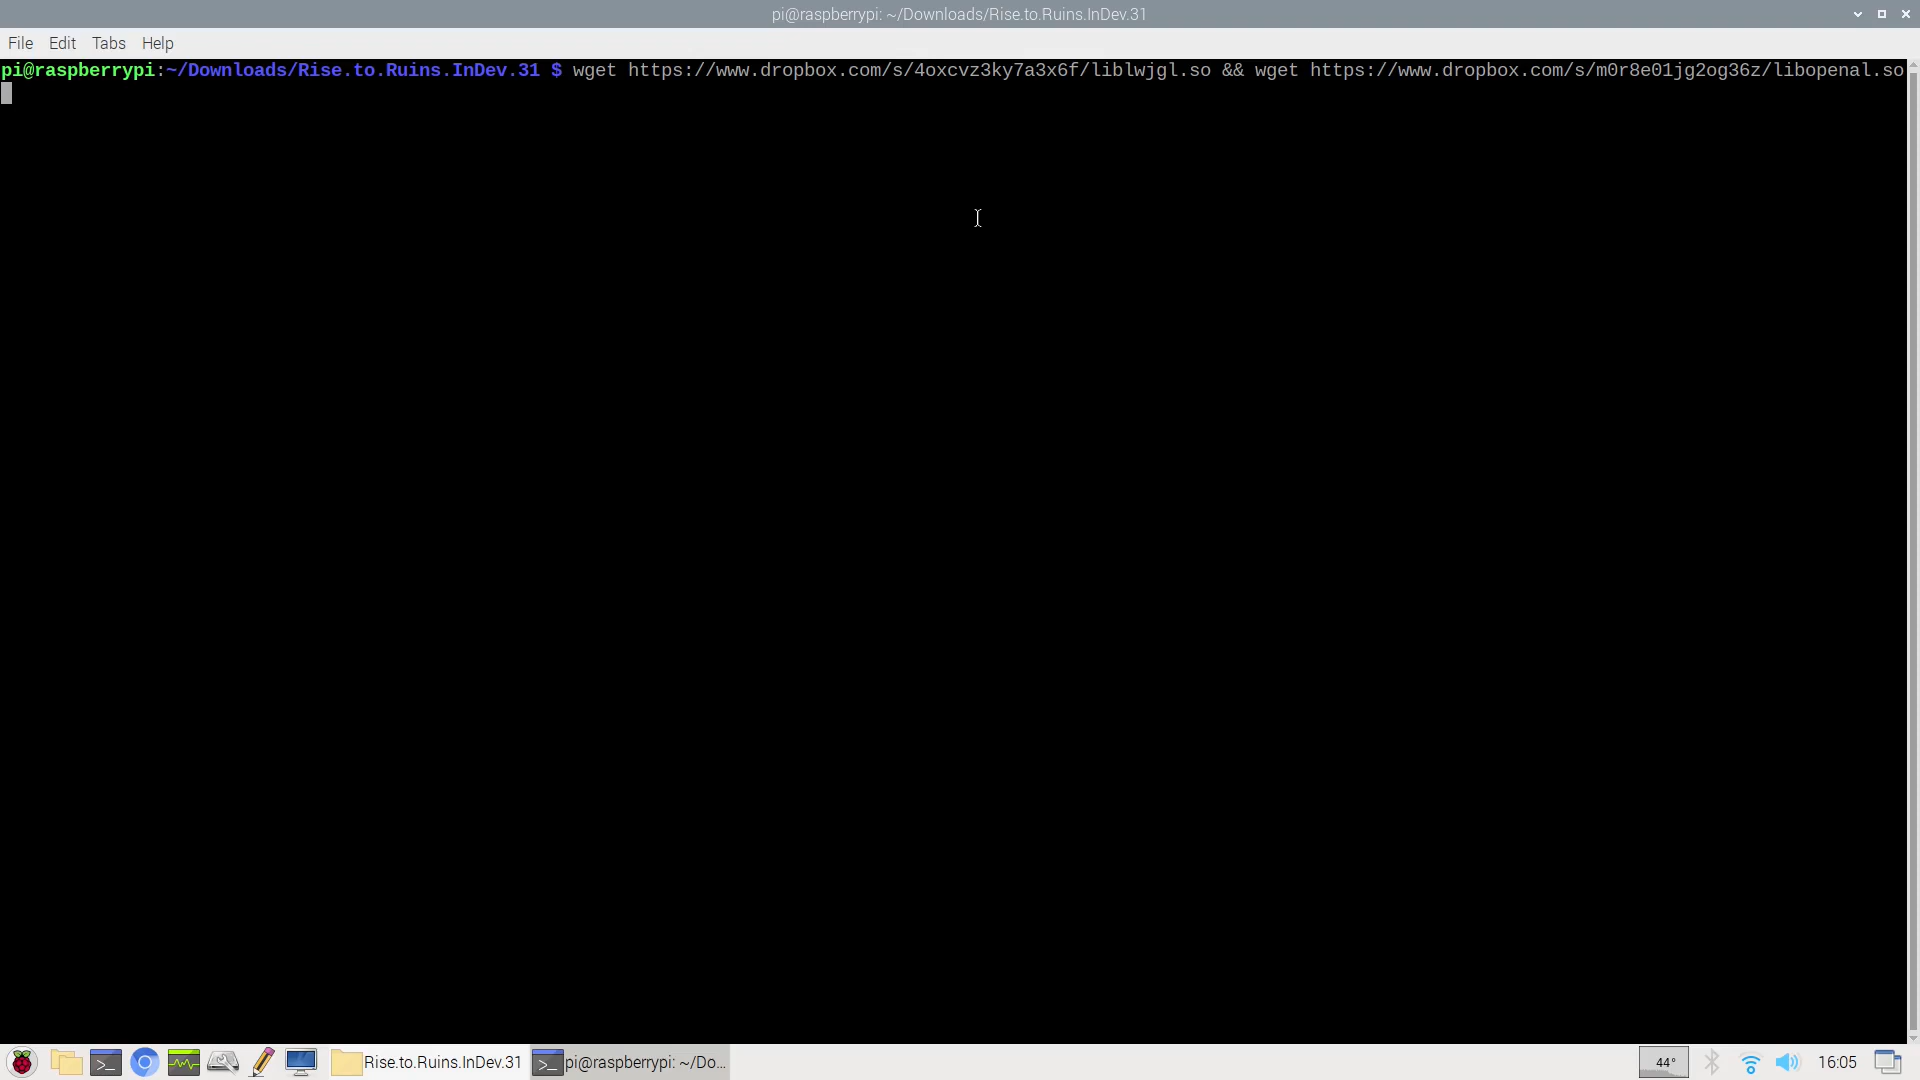 pi@raspberrypi: ~/Downloads/Rise.to.Ruins.InDev.31
File Edit Tabs Help
pi@raspberrypi:~/Downloads/Rise.to.Ruins.InDev.31 $ wget https://www.dropbox.com/s/4oxcvz3ky7a3x6f/liblwjgl.so && wget https://www.dropbox.com/s/m0r8e01jg2og36z/libopenal.so
Rise.to.Ruins.InDev.31 pi@raspberrypi: ~/Do... 44° 16:05